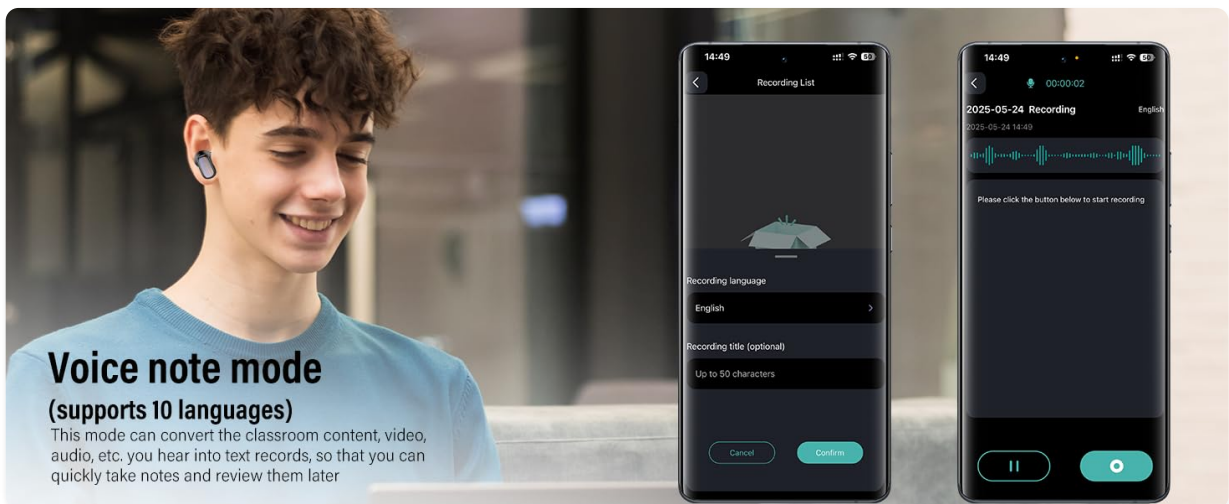 Voice note mode
(supports 10 languages)
This mode can convert the classroom content, video,
audio, etc. you hear into text records, so that you can
quickly take notes and review them later
14:49
59
Recording List
Recording language
English
Recording title (optional)
Up to 50 characters
Cancel
Confirm
14:49
59
00:00:02
2025-05-24 Recording
English
2025-05-24 14:49
Please click the button below to start recording